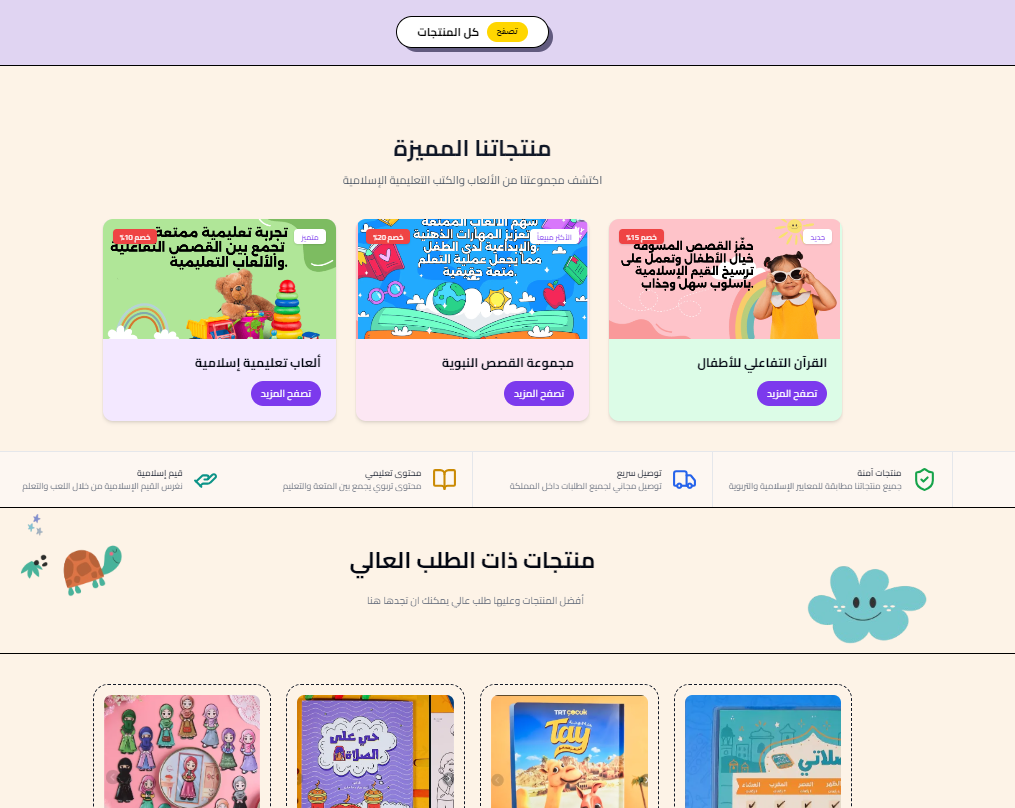 كل المنتجات
تصفح
منتجاتنا المميزة
اكتشف مجموعتنا من الألعاب والكتب التعليمية الإسلامية
جديد
خصم 15%
حفّز القصص المسوّقة
خيال الأطفال وتعمل على
ترسيخ القيم الإسلامية
بأسلوب سهل وجذاب.
القرآن التفاعلي للأطفال
تصفح المزيد
الأكثر مبيعاً
خصم 20%
تسهم الألعاب الممتعة
تعزيز المهارات الذهنية
والإبداعية لدى الطفل،
مما يجعل عملية التعلم
متعة حقيقية.
مجموعة القصص النبوية
تصفح المزيد
متميز
خصم 10%
تجربة تعليمية ممتعة
تجمع بين القصص التفاعلية
والألعاب التعليمية.
ألعاب تعليمية إسلامية
تصفح المزيد
منتجات آمنة
جميع منتجاتنا مطابقة للمعايير الإسلامية والتربوية
توصيل سريع
توصيل مجاني لجميع الطلبات داخل المملكة
محتوى تعليمي
محتوى تربوي يجمع بين المتعة والتعليم
قيم إسلامية
نغرس القيم الإسلامية من خلال اللعب والتعلم
منتجات ذات الطلب العالي
أفضل المنتجات وعليها طلب عالي يمكنك ان تجدها هنا
صلاتي
الظهر العصر المغرب العشاء
TRT ÇOCUK
Tay
حي على
الصلاة